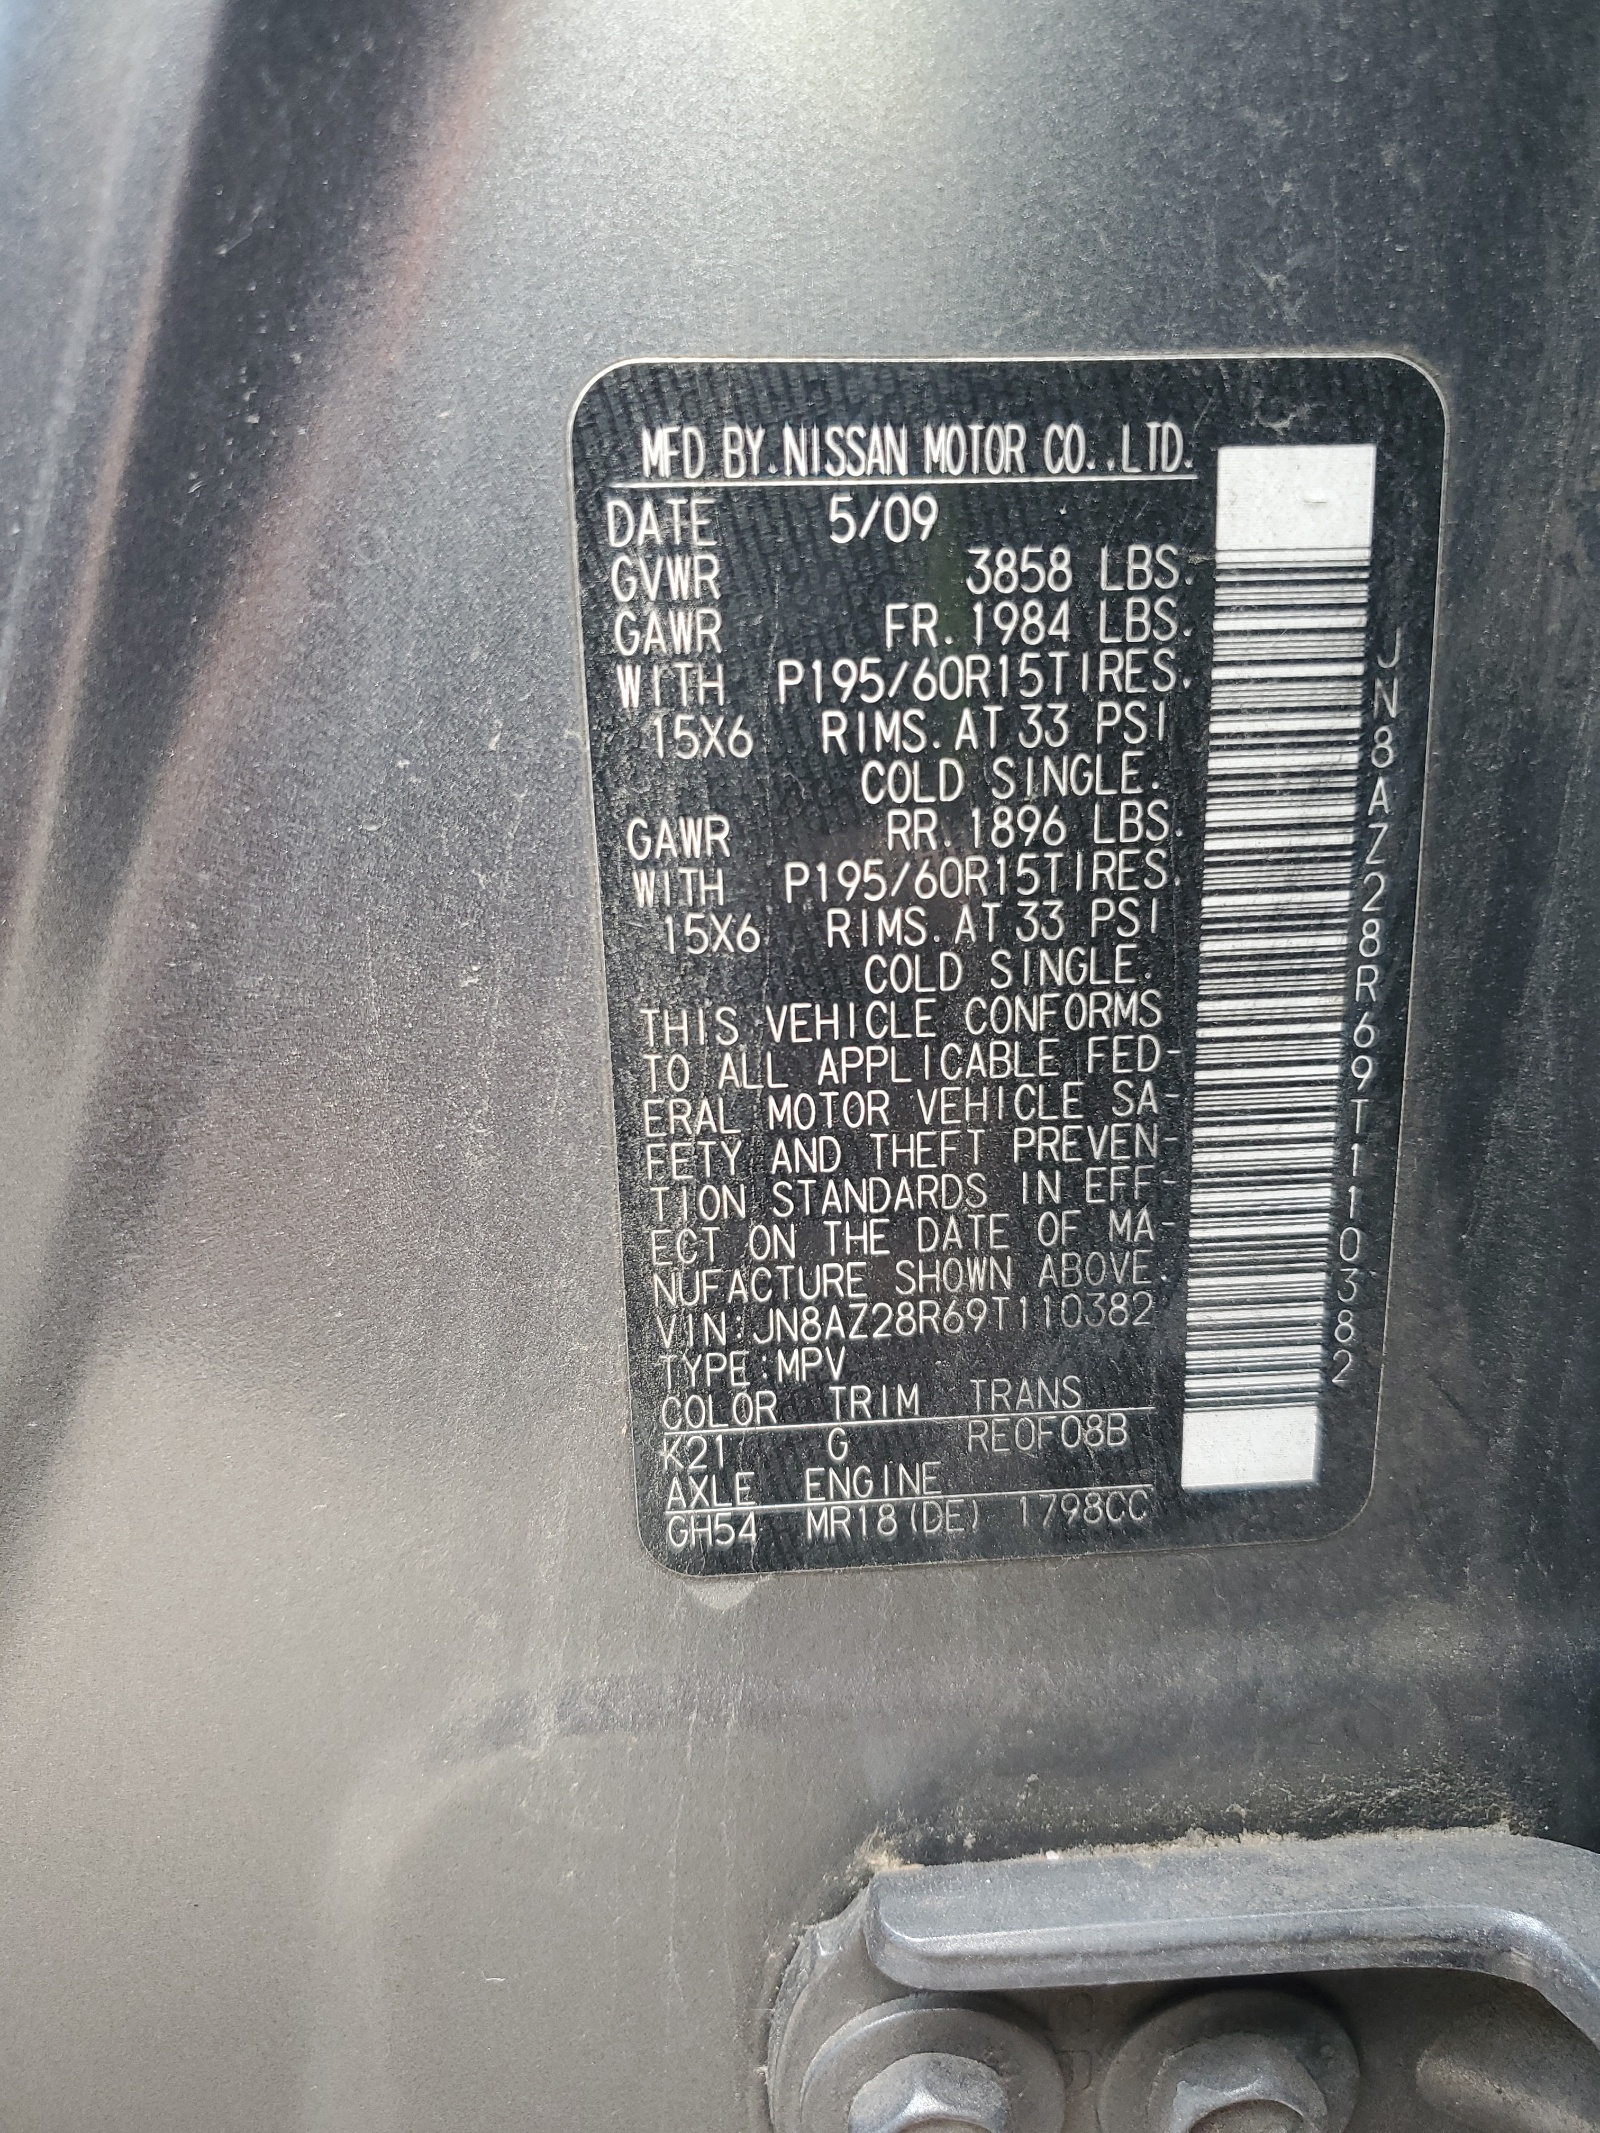 MFD.BY.NISSAN MOTOR CO.,LTD.
DATE 5/09
GVWR 3858 LBS.
GAWR FR.1984 LBS.
WITH P195/60R15TIRES.
15X6 RIMS.AT 33 PSI
COLD SINGLE.
GAWR RR.1896 LBS.
WITH P195/60R15TIRES.
15X6 RIMS.AT 33 PSI
COLD SINGLE.
THIS VEHICLE CONFORMS
TO ALL APPLICABLE FED-
ERAL MOTOR VEHICLE SA-
FETY AND THEFT PREVEN-
TION STANDARDS IN EFF-
ECT ON THE DATE OF MA-
NUFACTURE SHOWN ABOVE.
VIN:JN8AZ28R69T110382
TYPE:MPV
COLOR TRIM TRANS
K21 G RE0F08B
AXLE ENGINE
GH54 MR18(DE) 1798CC
JN8AZ28R69T110382